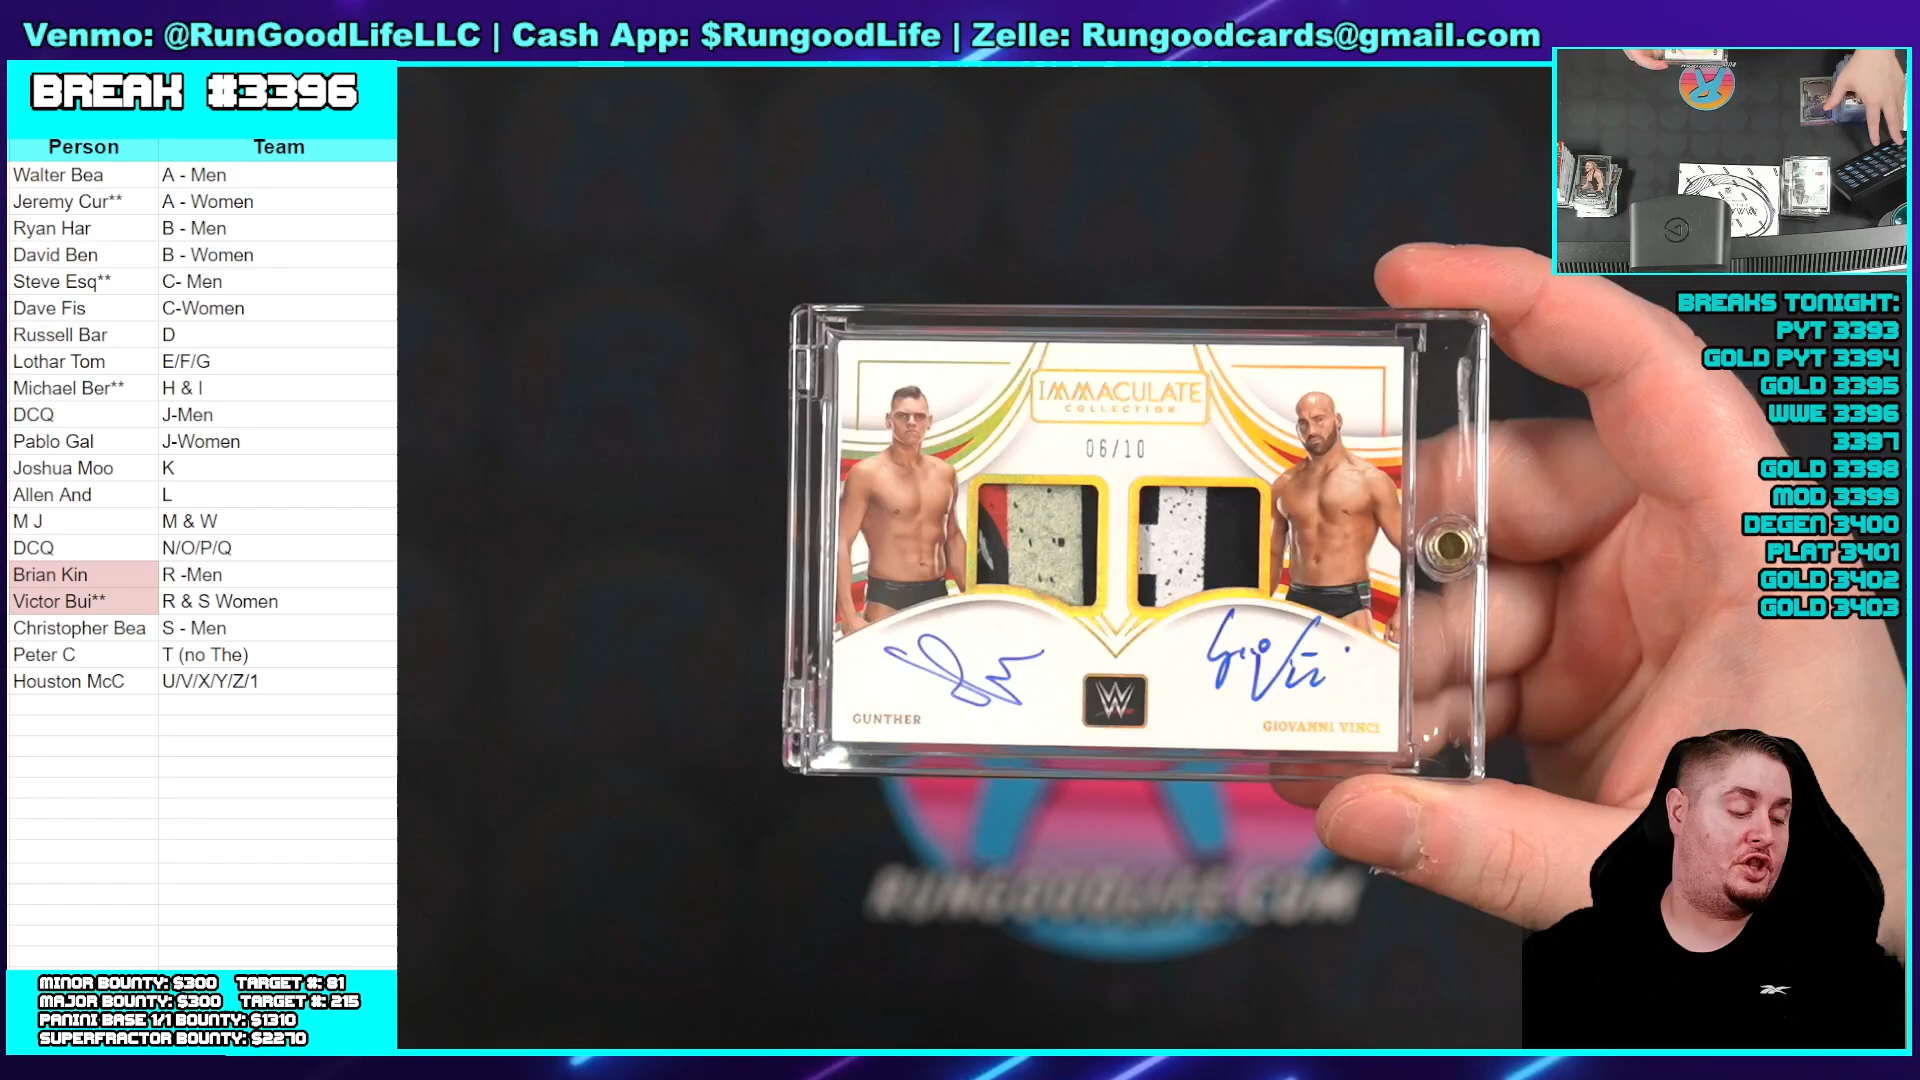 Venmo: @RunGoodLifeLLC | Cash App: $RungoodLife | Zelle: Rungoodcards@gmail.com
BREAK #3396
Person Team
Walter Bea A - Men
Jeremy Cur** A - Women
Ryan Har B - Men
David Ben B - Women
Steve Esq** C- Men
Dave Fis C-Women
Russell Bar D
Lothar Tom E/F/G
Michael Ber** H & I
DCQ J-Men
Pablo Gal J-Women
Joshua Moo K
Allen And L
M J M & W
DCQ N/O/P/Q
Brian Kin R -Men
Victor Bui** R & S Women
Christopher Bea S - Men
Peter C T (no The)
Houston McC U/V/X/Y/Z/1
MINOR BOUNTY: $300 TARGET #: 81
MAJOR BOUNTY: $300 TARGET #: 215
PANINI BASE 1/1 BOUNTY: $1310
SUPERFRACTOR BOUNTY: $2270
IMMACULATE
COLLECTION
06/10
GUNTHER
W
GIOVANNI VINCI
RUNGOODLIFE.COM
BREAKS TONIGHT:
PYT 3393
GOLD PYT 3394
GOLD 3395
WWE 3396
3397
GOLD 3398
MOD 3399
DEGEN 3400
PLAT 3401
GOLD 3402
GOLD 3403